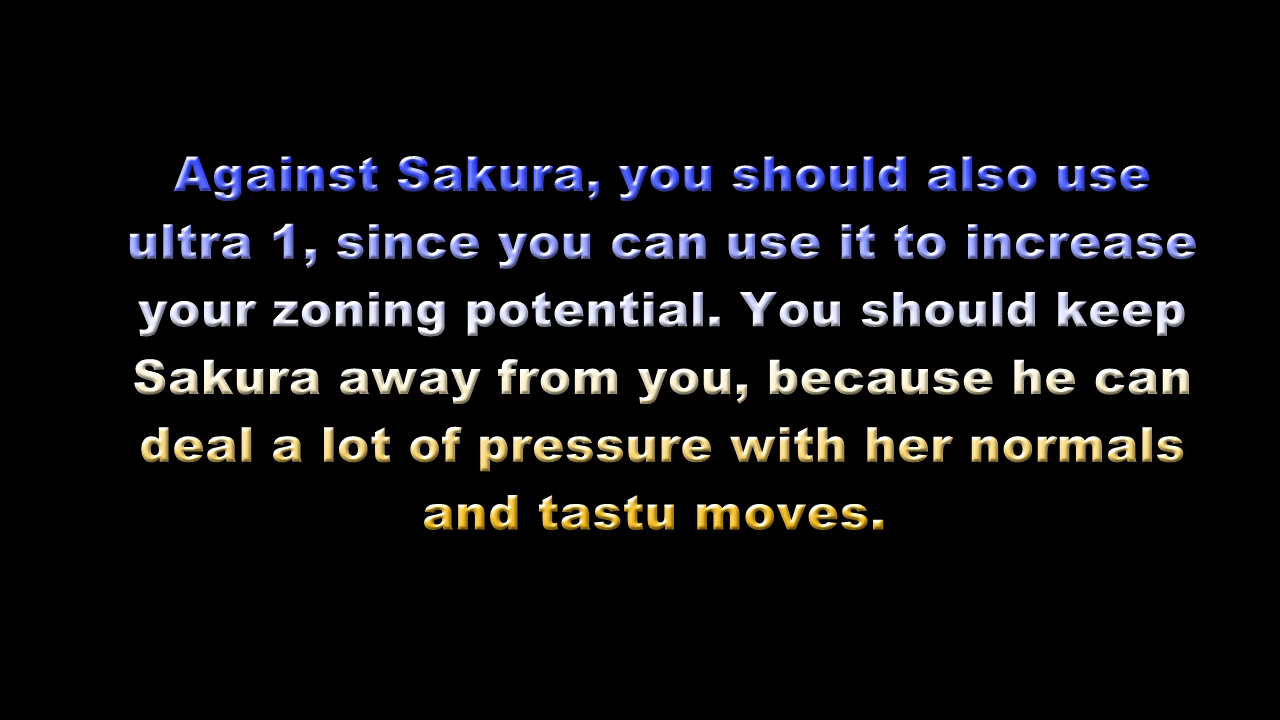 Against Sakura, you should also use
ultra 1, since you can use it to increase
your zoning potential. You should keep
Sakura away from you, because he can
deal a lot of pressure with her normals
and tastu moves.